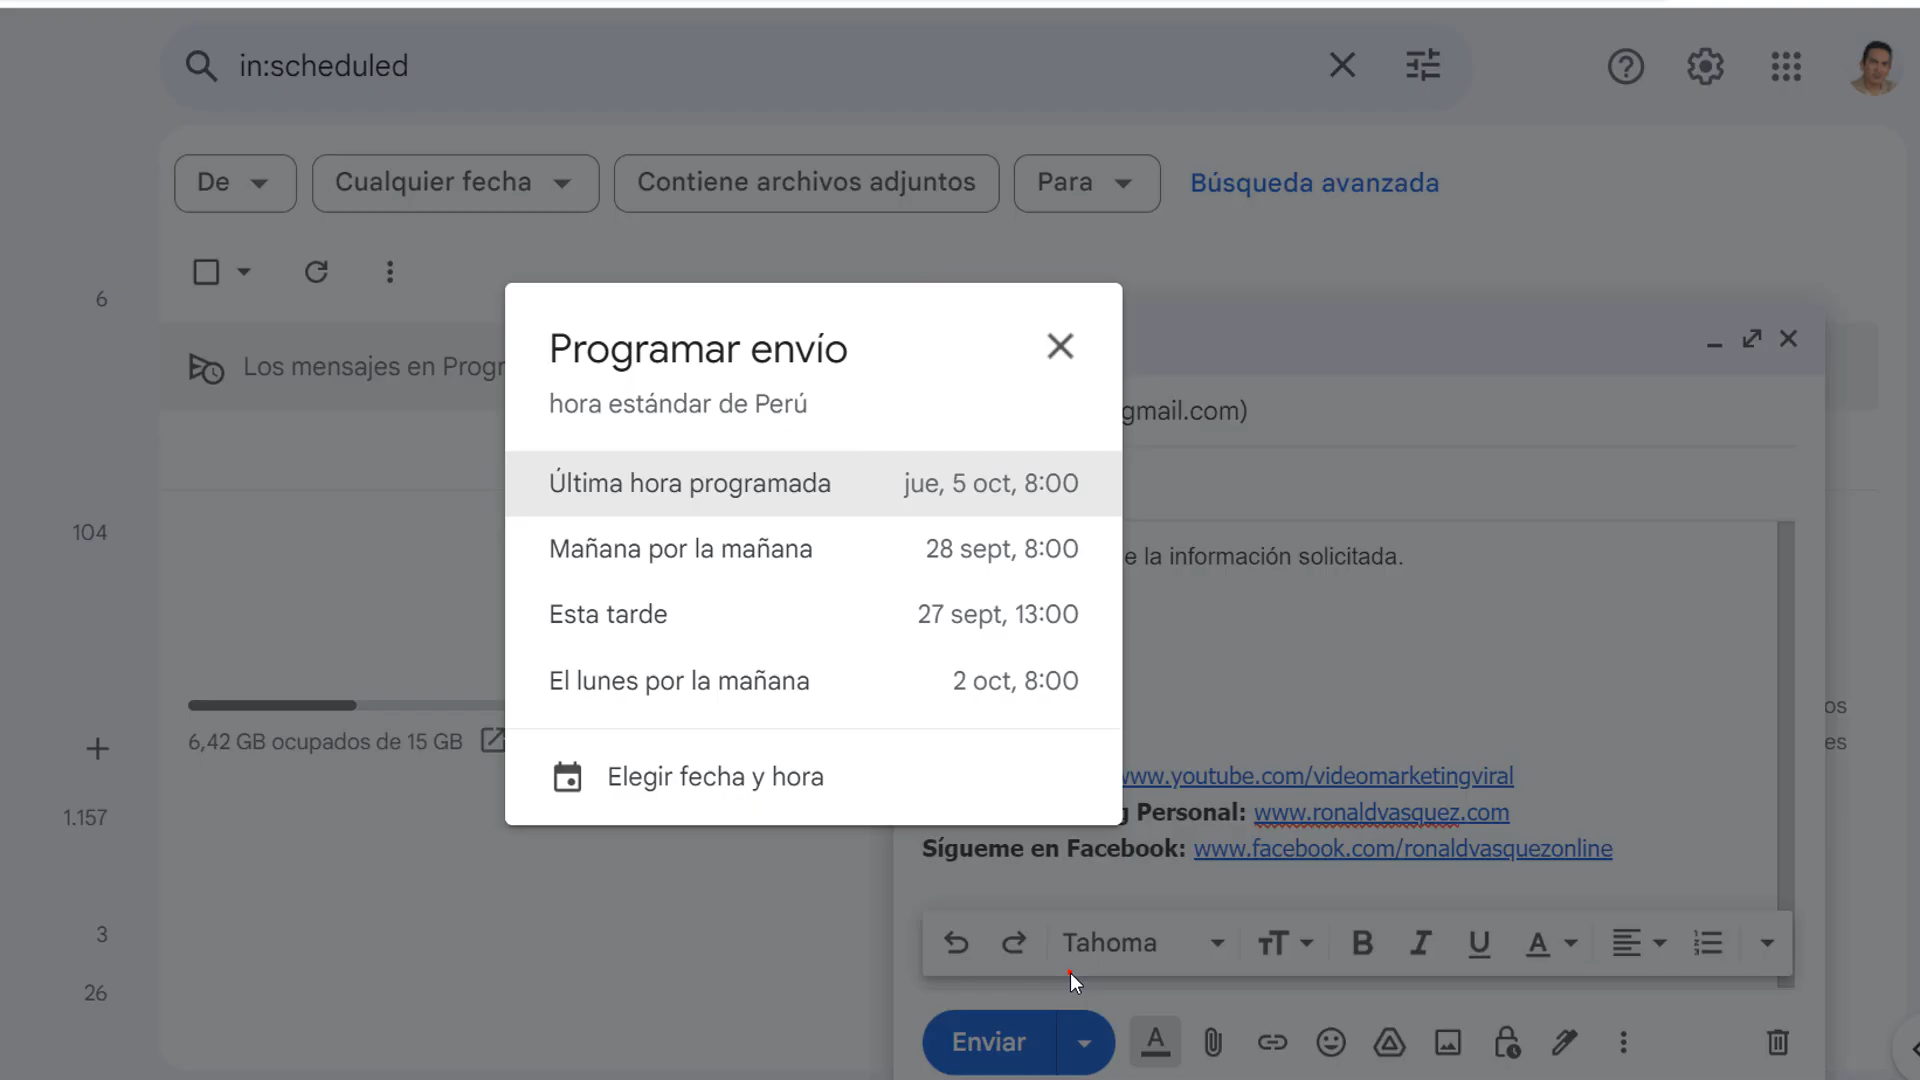 in:scheduled
De
Cualquier fecha
Contiene archivos adjuntos
Para
Búsqueda avanzada
6
Los mensajes en Progr
Programar envío
hora estándar de Perú
gmail.com)
Última hora programada jue, 5 oct, 8:00
Mañana por la mañana 28 sept, 8:00
Esta tarde 27 sept, 13:00
El lunes por la mañana 2 oct, 8:00
Elegir fecha y hora
104
e la información solicitada.
6,42 GB ocupados de 15 GB
os
es
1.157
www.youtube.com/videomarketingviral
g Personal: www.ronaldvasquez.com
Sígueme en Facebook: www.facebook.com/ronaldvasquezonline
3
Tahoma
26
Enviar